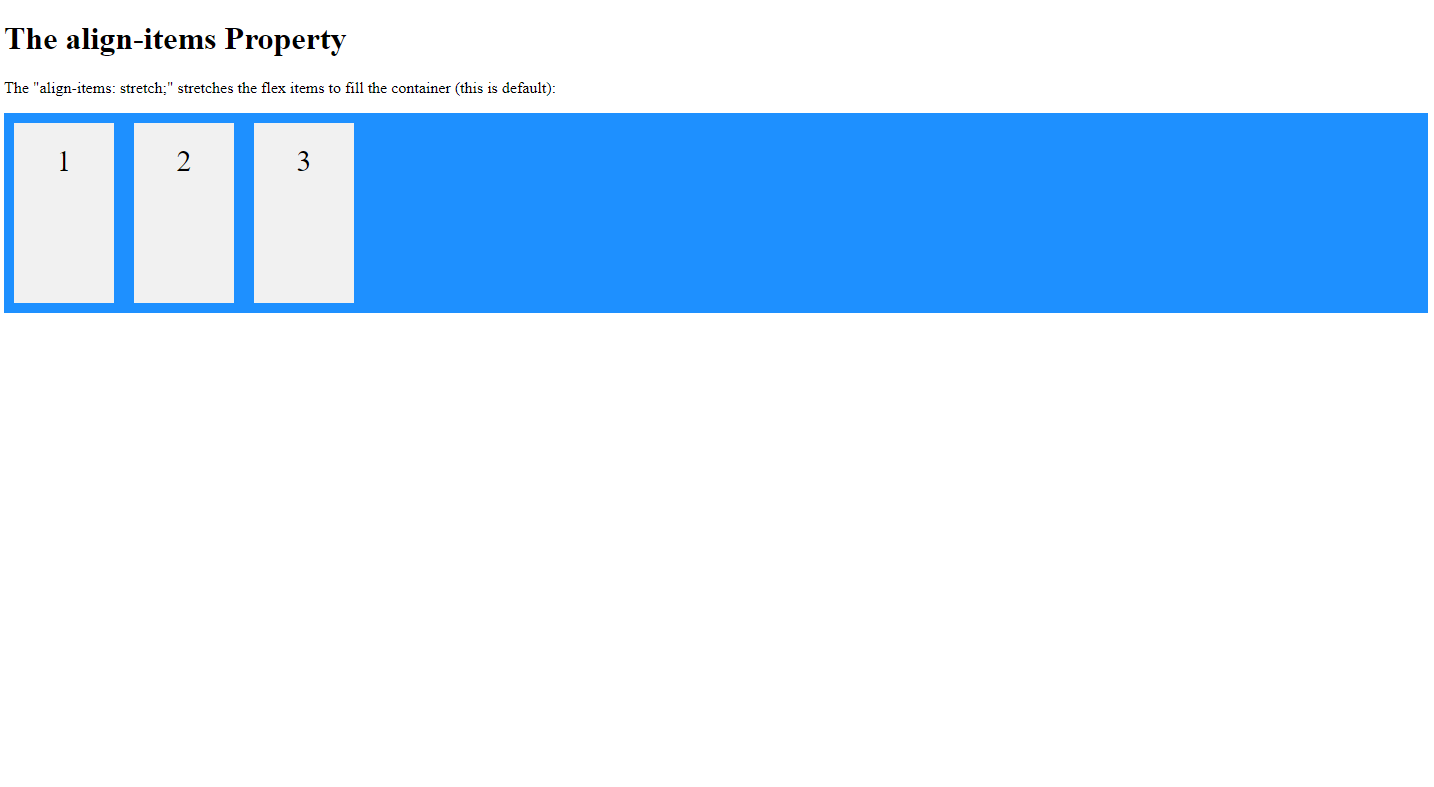 The align-items Property
The "align-items: stretch;" stretches the flex items to fill the container (this is default):
1 2 3